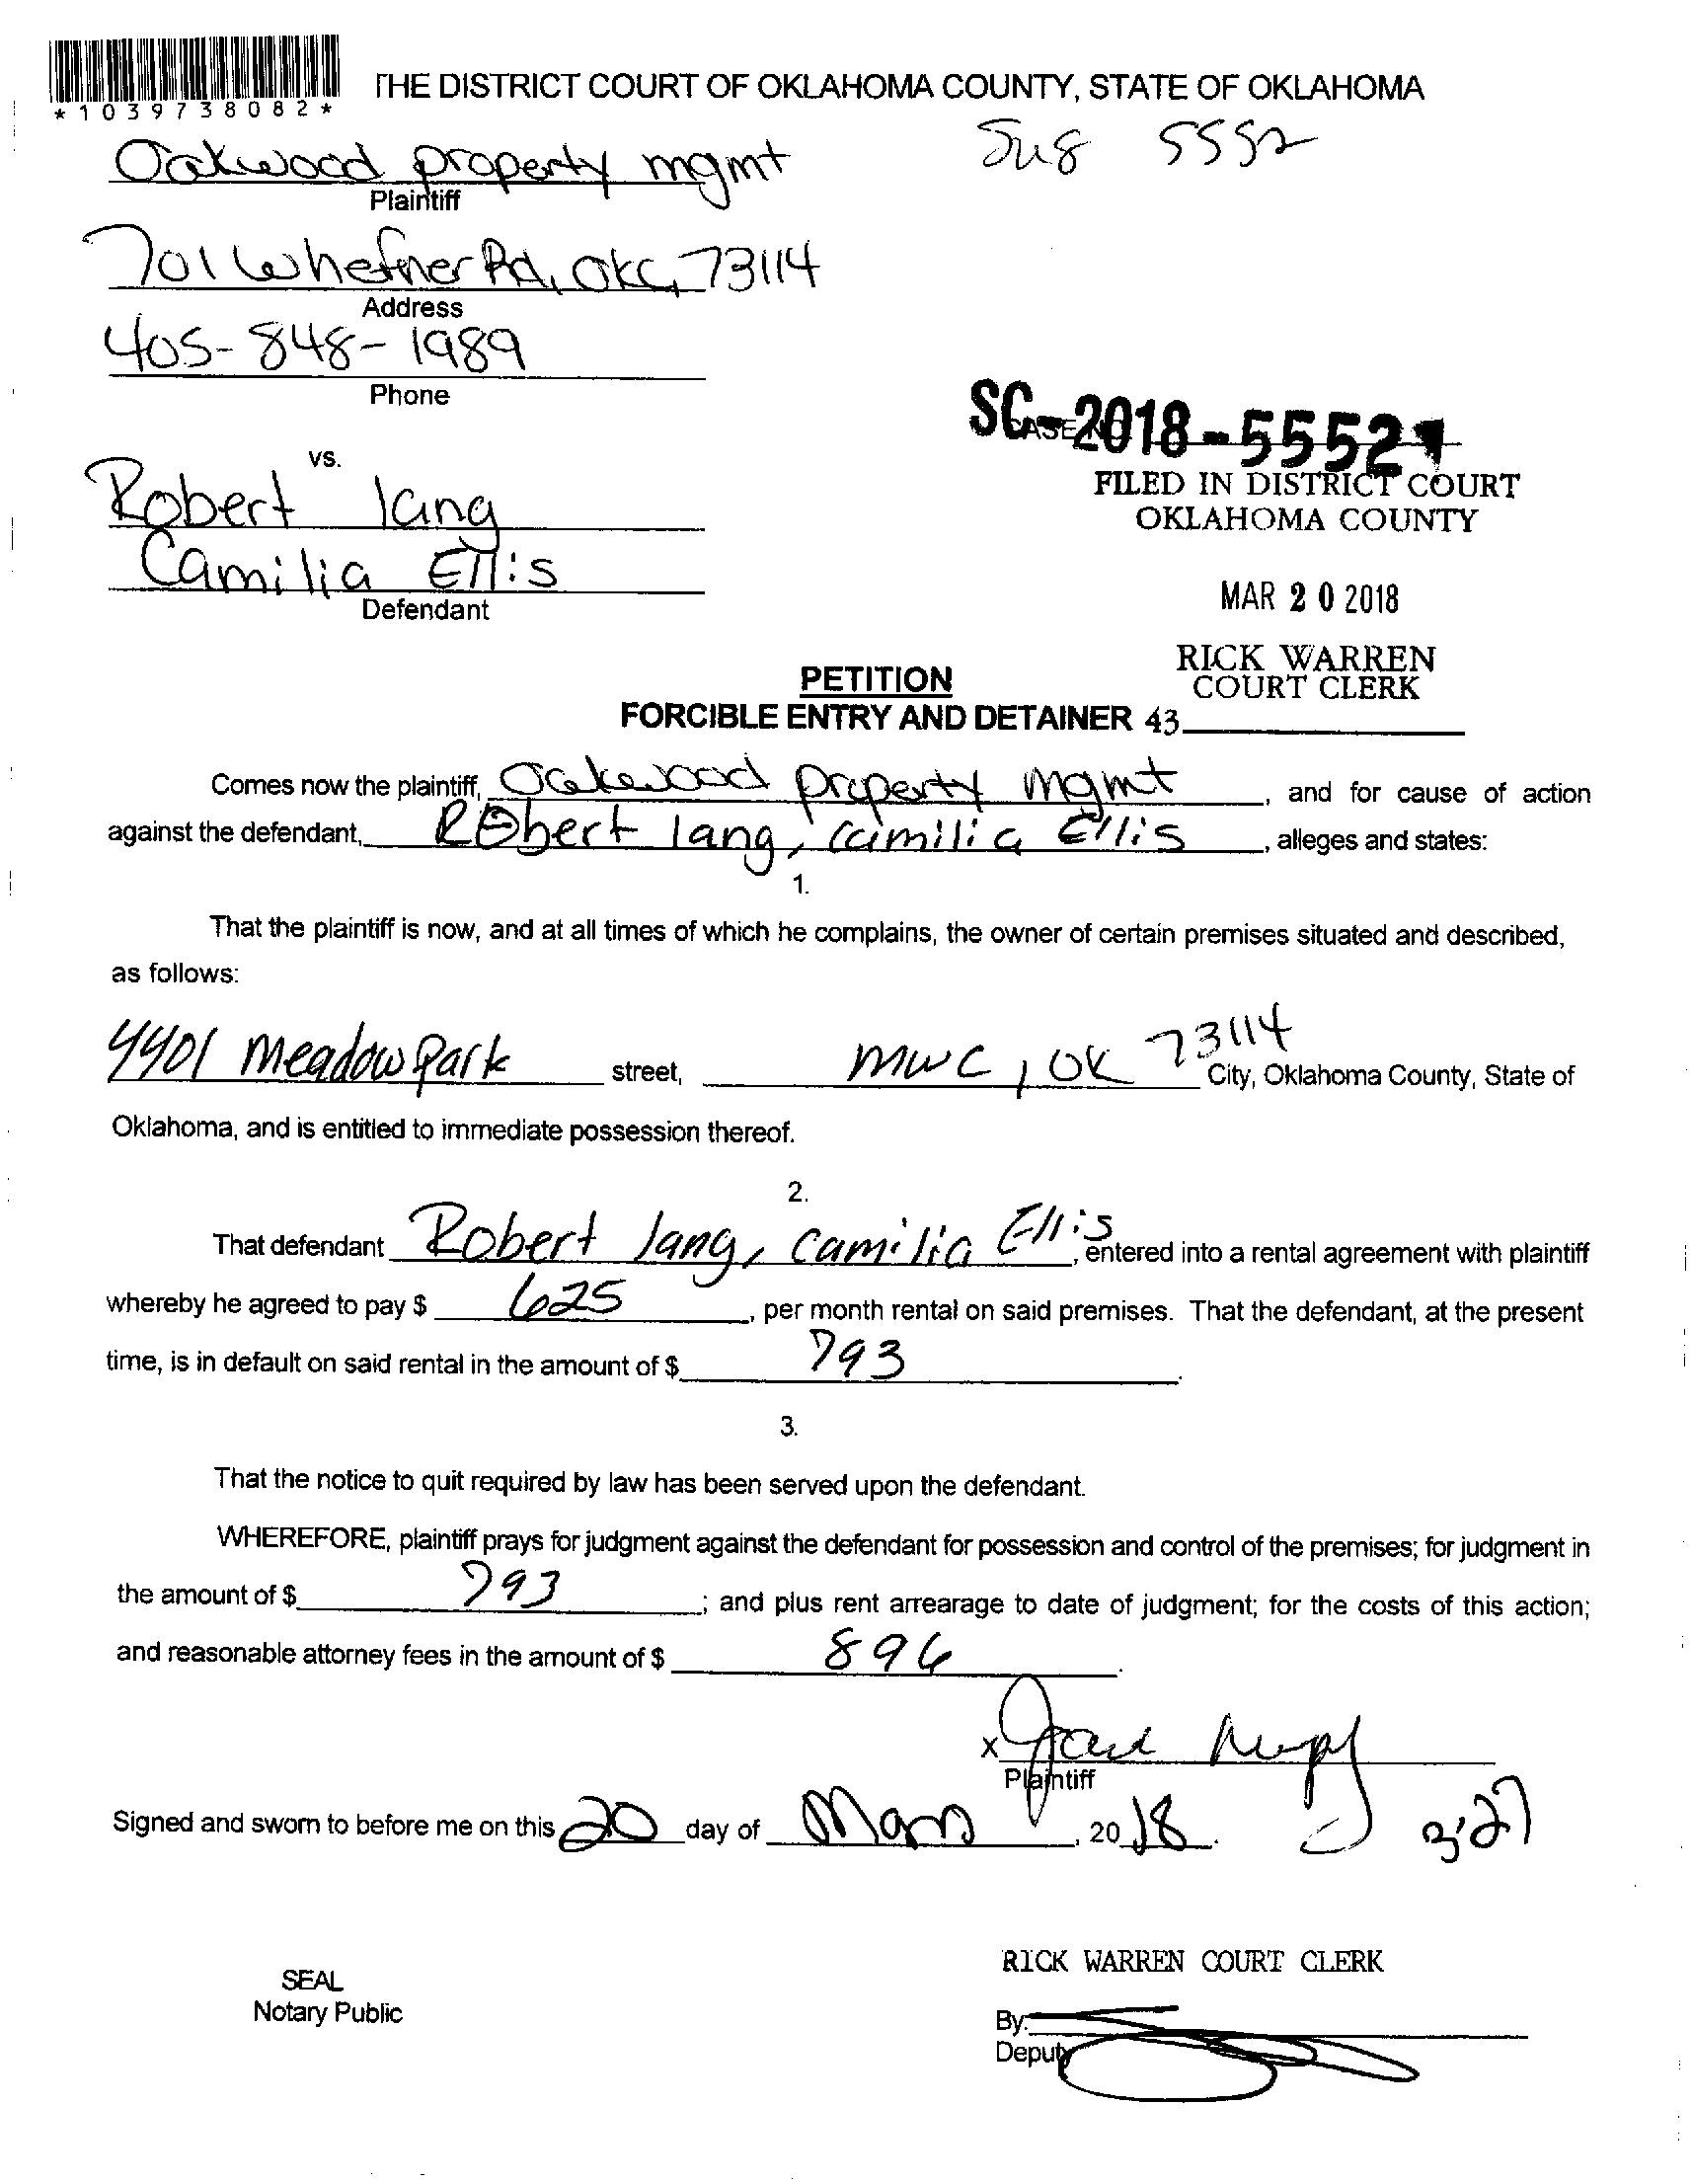 *1039738082*
THE DISTRICT COURT OF OKLAHOMA COUNTY, STATE OF OKLAHOMA
5552
Oakwood property mgmt
Plaintiff
701 Whefner Rd, OKC, 73114
Address
405-848-1989
Phone
SC-2018-5552
CASE NO.
FILED IN DISTRICT COURT
OKLAHOMA COUNTY
vs.
Robert lang
Camilia Ellis
Defendant
MAR 20 2018
RICK WARREN
COURT CLERK
PETITION
FORCIBLE ENTRY AND DETAINER 43
Comes now the plaintiff, Oakwood property mgmt, and for cause of action
against the defendant, Robert lang, camilia Ellis, alleges and states:
1.
That the plaintiff is now, and at all times of which he complains, the owner of certain premises situated and described,
as follows:
4401 Meadow Park street, MWC, OK 73114 City, Oklahoma County, State of
Oklahoma, and is entitled to immediate possession thereof.
2.
That defendant Robert lang, camilia Ellis, entered into a rental agreement with plaintiff
whereby he agreed to pay $ 625, per month rental on said premises. That the defendant, at the present
time, is in default on said rental in the amount of $ 793.
3.
That the notice to quit required by law has been served upon the defendant.
WHEREFORE, plaintiff prays for judgment against the defendant for possession and control of the premises; for judgment in
the amount of $ 793; and plus rent arrearage to date of judgment; for the costs of this action;
and reasonable attorney fees in the amount of $ 896.
x
Plaintiff
Signed and sworn to before me on this 20 day of Mar, 2018.
3:27
RICK WARREN COURT CLERK
SEAL
Notary Public
By:
Deputy